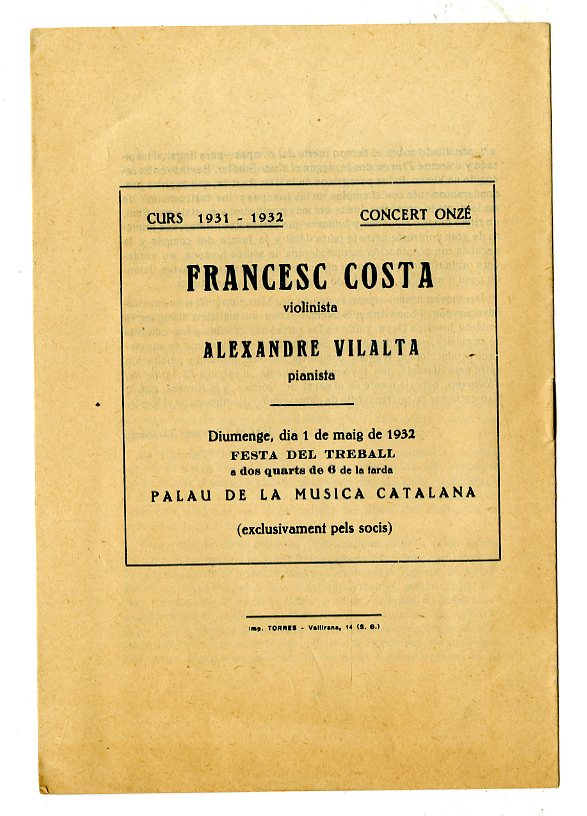 CURS 1931 - 1932
CONCERT ONZÉ
FRANCESC COSTA
violinista
ALEXANDRE VILALTA
pianista
Diumenge, dia 1 de maig de 1932
FESTA DEL TREBALL
a dos quarts de 6 de la tarda
PALAU DE LA MUSICA CATALANA
(exclusivament pels socis)
Imp. TORRES - Vallirana, 14 (S. G.)